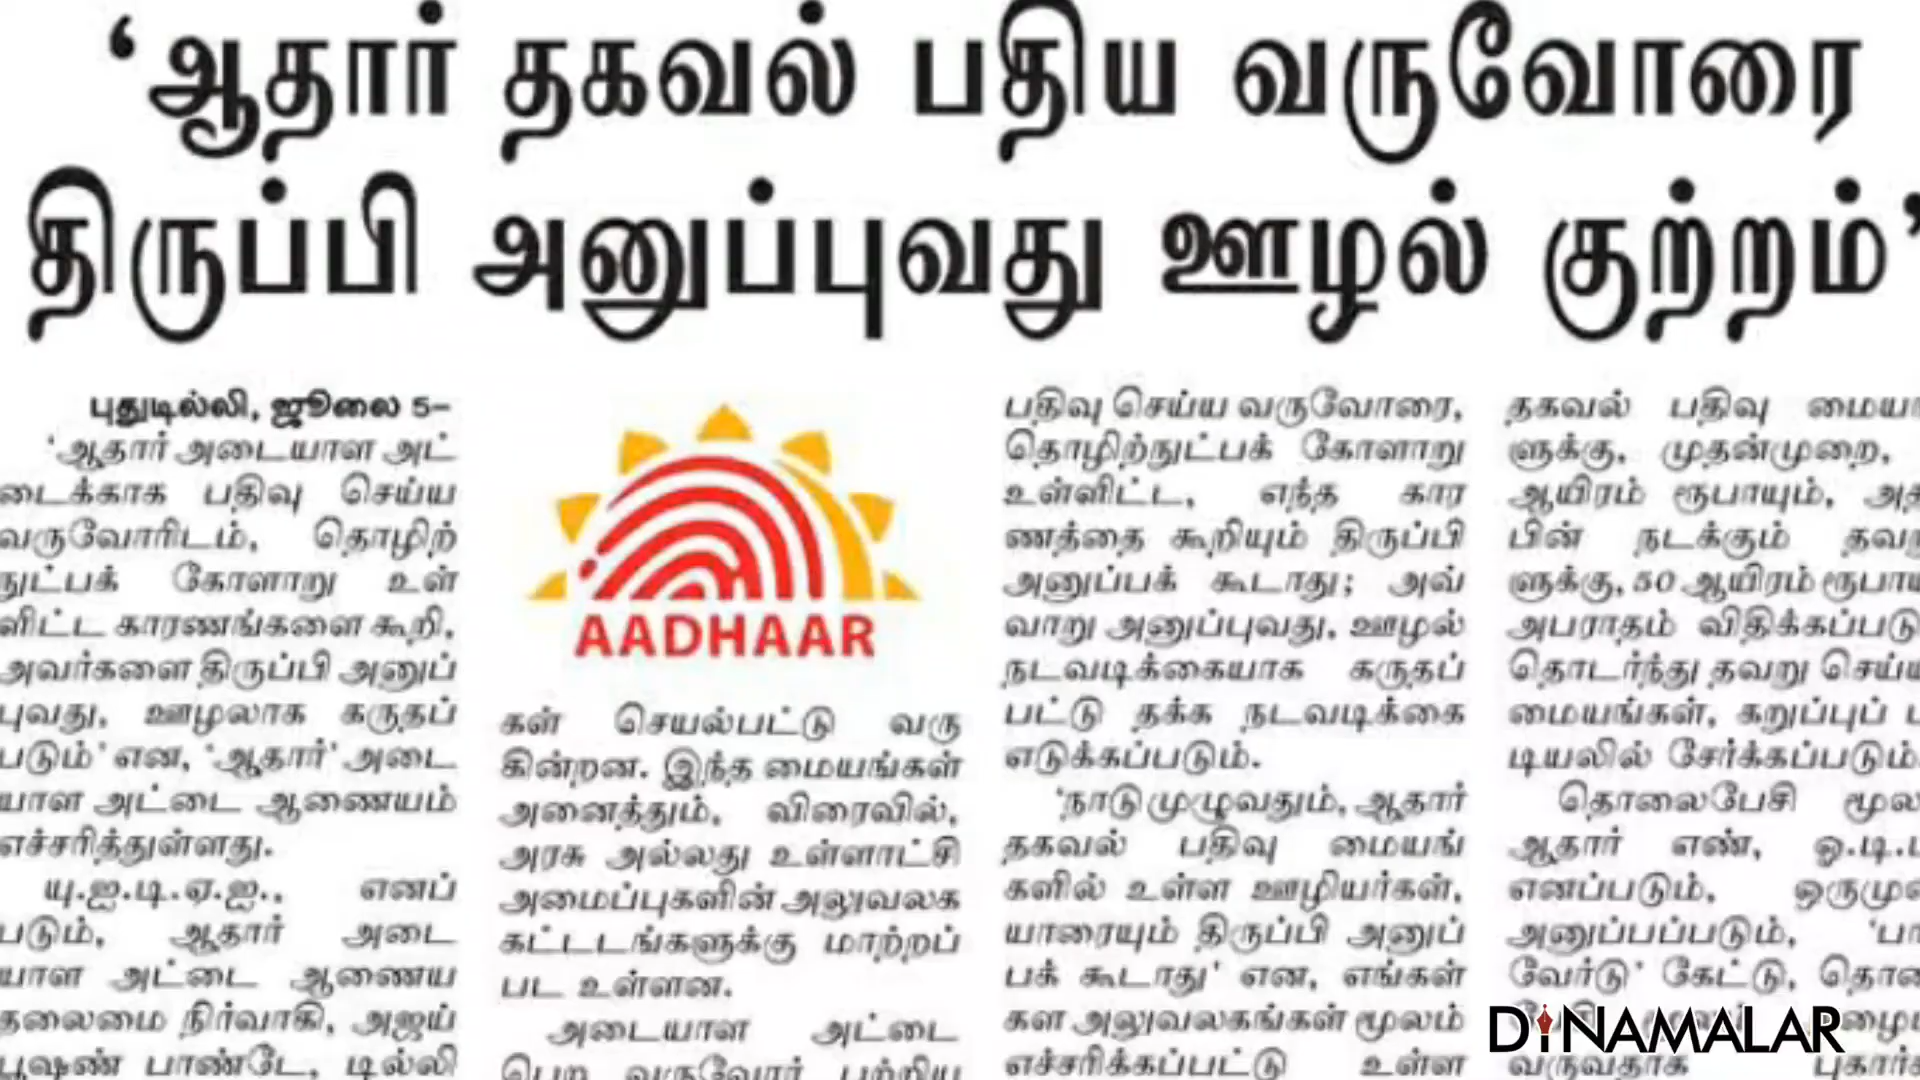 ‘ஆதார் தகவல் பதிய வருவோரை
திருப்பி அனுப்புவது ஊழல் குற்றம்’
புதுடில்லி, ஜூலை 5–
‘ஆதார் அடையாள அட்
டைக்காக பதிவு செய்ய
வருவோரிடம், தொழிற்
நுட்பக் கோளாறு உள்
ளிட்ட காரணங்களை கூறி,
அவர்களை திருப்பி அனுப்
புவது, ஊழலாக கருதப்
படும்’ என, ‘ஆதார்’ அடை
யாள அட்டை ஆணையம்
எச்சரித்துள்ளது.
யு.ஐ.டி.ஏ.ஐ., எனப்
படும், ஆதார் அடை
யாள அட்டை ஆணைய
தலைமை நிர்வாகி, அஜய்
பூஷண் பாண்டே, டில்லி
AADHAAR
கள் செயல்பட்டு வரு
கின்றன. இந்த மையங்கள்
அனைத்தும், விரைவில்,
அரசு அல்லது உள்ளாட்சி
அமைப்புகளின் அலுவலக
கட்டடங்களுக்கு மாற்றப்
பட உள்ளன.
அடையாள அட்டை
பெற வருவோர் பற்றிய
பதிவு செய்ய வருவோரை,
தொழிற்நுட்பக் கோளாறு
உள்ளிட்ட, எந்த கார
ணத்தை கூறியும் திருப்பி
அனுப்பக் கூடாது; அவ்
வாறு அனுப்புவது, ஊழல்
நடவடிக்கையாக கருதப்
பட்டு தக்க நடவடிக்கை
எடுக்கப்படும்.
‘நாடு முழுவதும், ஆதார்
தகவல் பதிவு மையங்
களில் உள்ள ஊழியர்கள்,
யாரையும் திருப்பி அனுப்
பக் கூடாது’ என, எங்கள்
கள அலுவலகங்கள் மூலம்
எச்சரிக்கப்பட்டு உள்ள
தகவல் பதிவு மைய
ளுக்கு, முதன்முறை,
ஆயிரம் ரூபாயும், அத
பின் நடக்கும் தவ
ளுக்கு, 50 ஆயிரம் ரூபாய
அபராதம் விதிக்கப்படு
தொடர்ந்து தவறு செய்ய
மையங்கள், கறுப்புப் ப
டியலில் சேர்க்கப்படும்.
தொலைபேசி மூல
ஆதார் எண், ஓ.டி.ப
எனப்படும், ஒருமு
அனுப்பப்படும், ‘பா
வேர்டு’ கேட்டு, தொ
வருவதாக புகார்
DINAMALAR